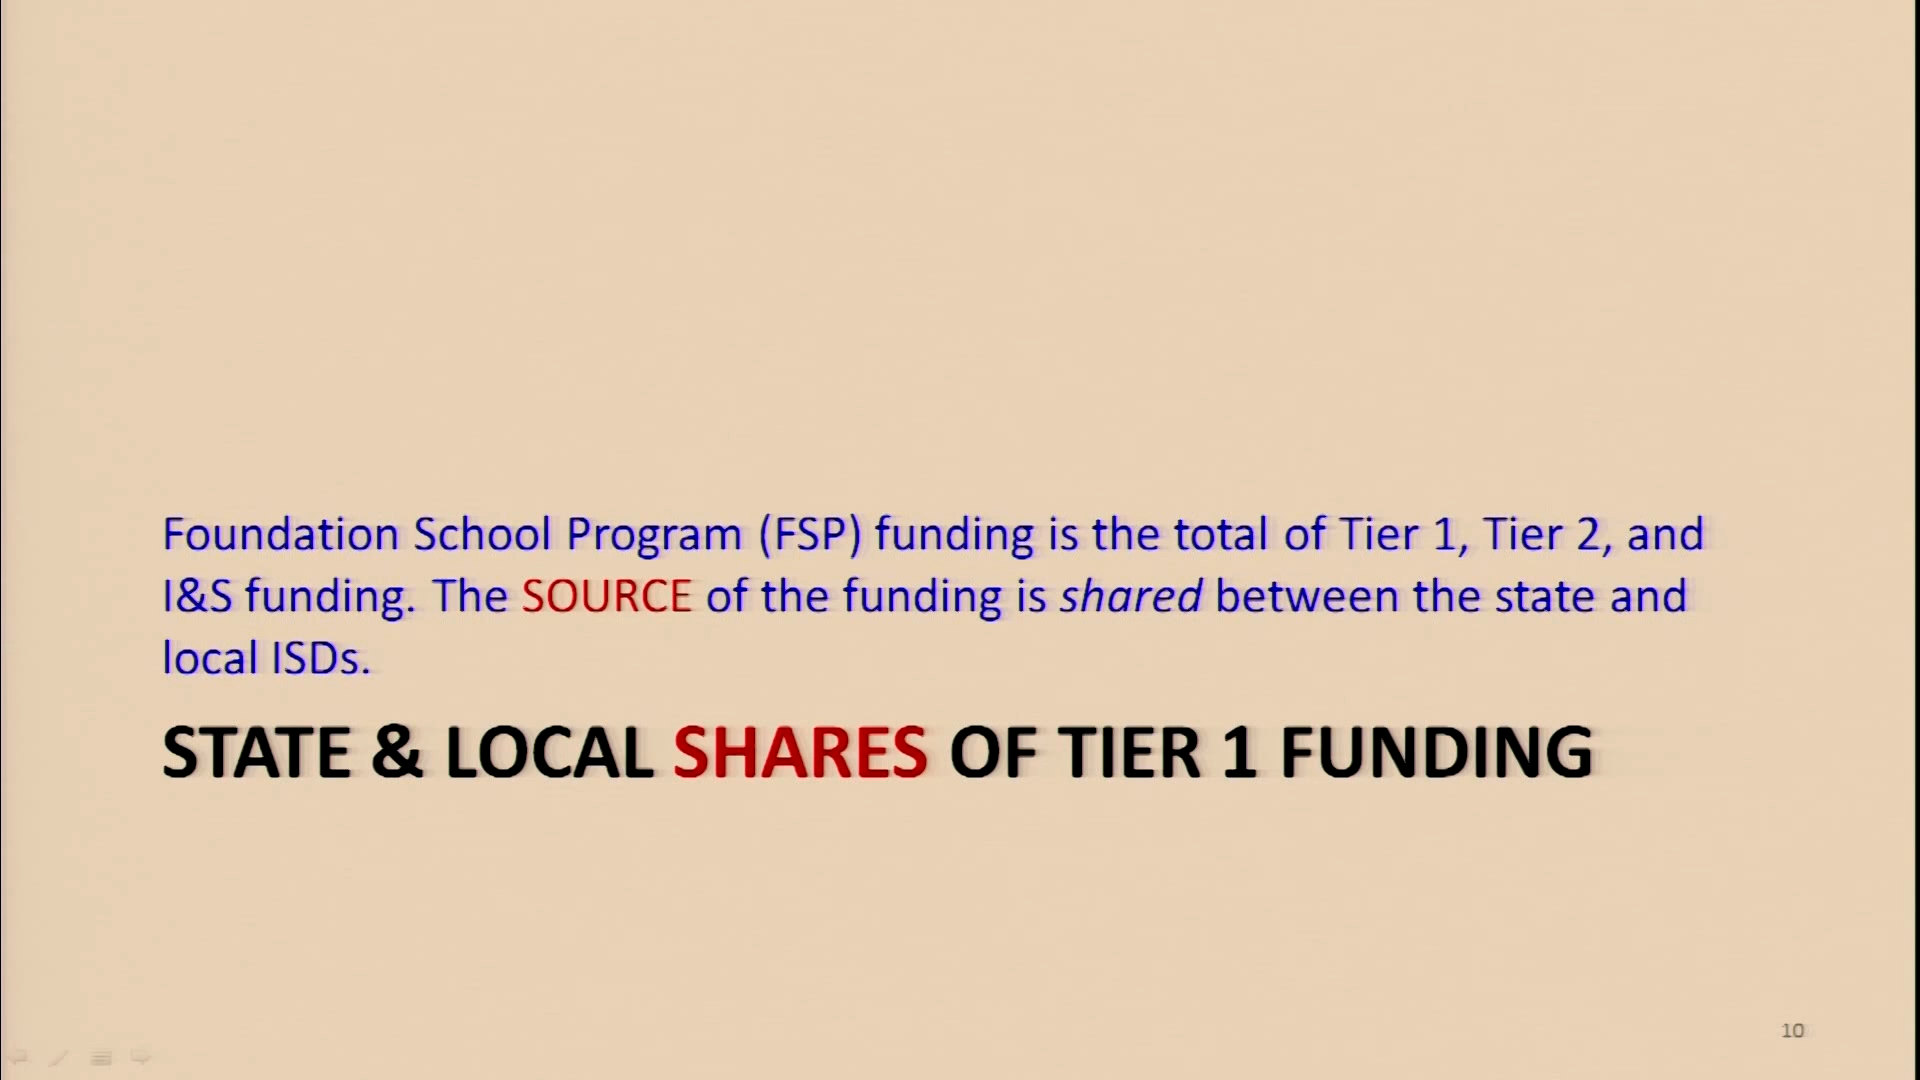 Foundation School Program (FSP) funding is the total of Tier 1, Tier 2, and
I&S funding. The SOURCE of the funding is shared between the state and
local ISDs.
STATE & LOCAL SHARES OF TIER 1 FUNDING
10